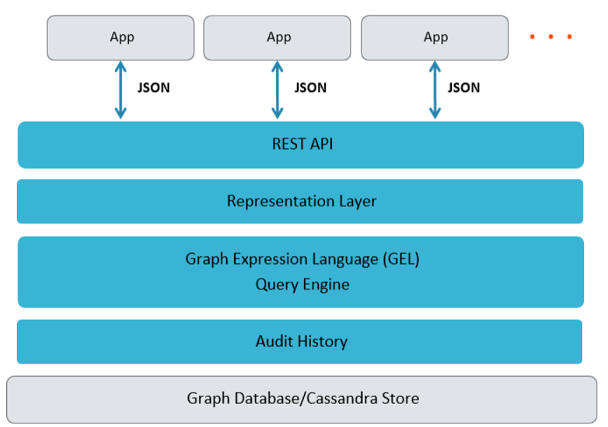 App
App
App
JSON
JSON
JSON
REST API
Representation Layer
Graph Expression Language (GEL)
Query Engine
Audit History
Graph Database/Cassandra Store